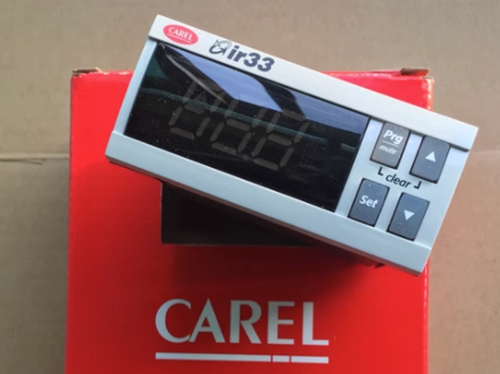 CAREL
ir33
Prg
mute
clear
Set
CAREL